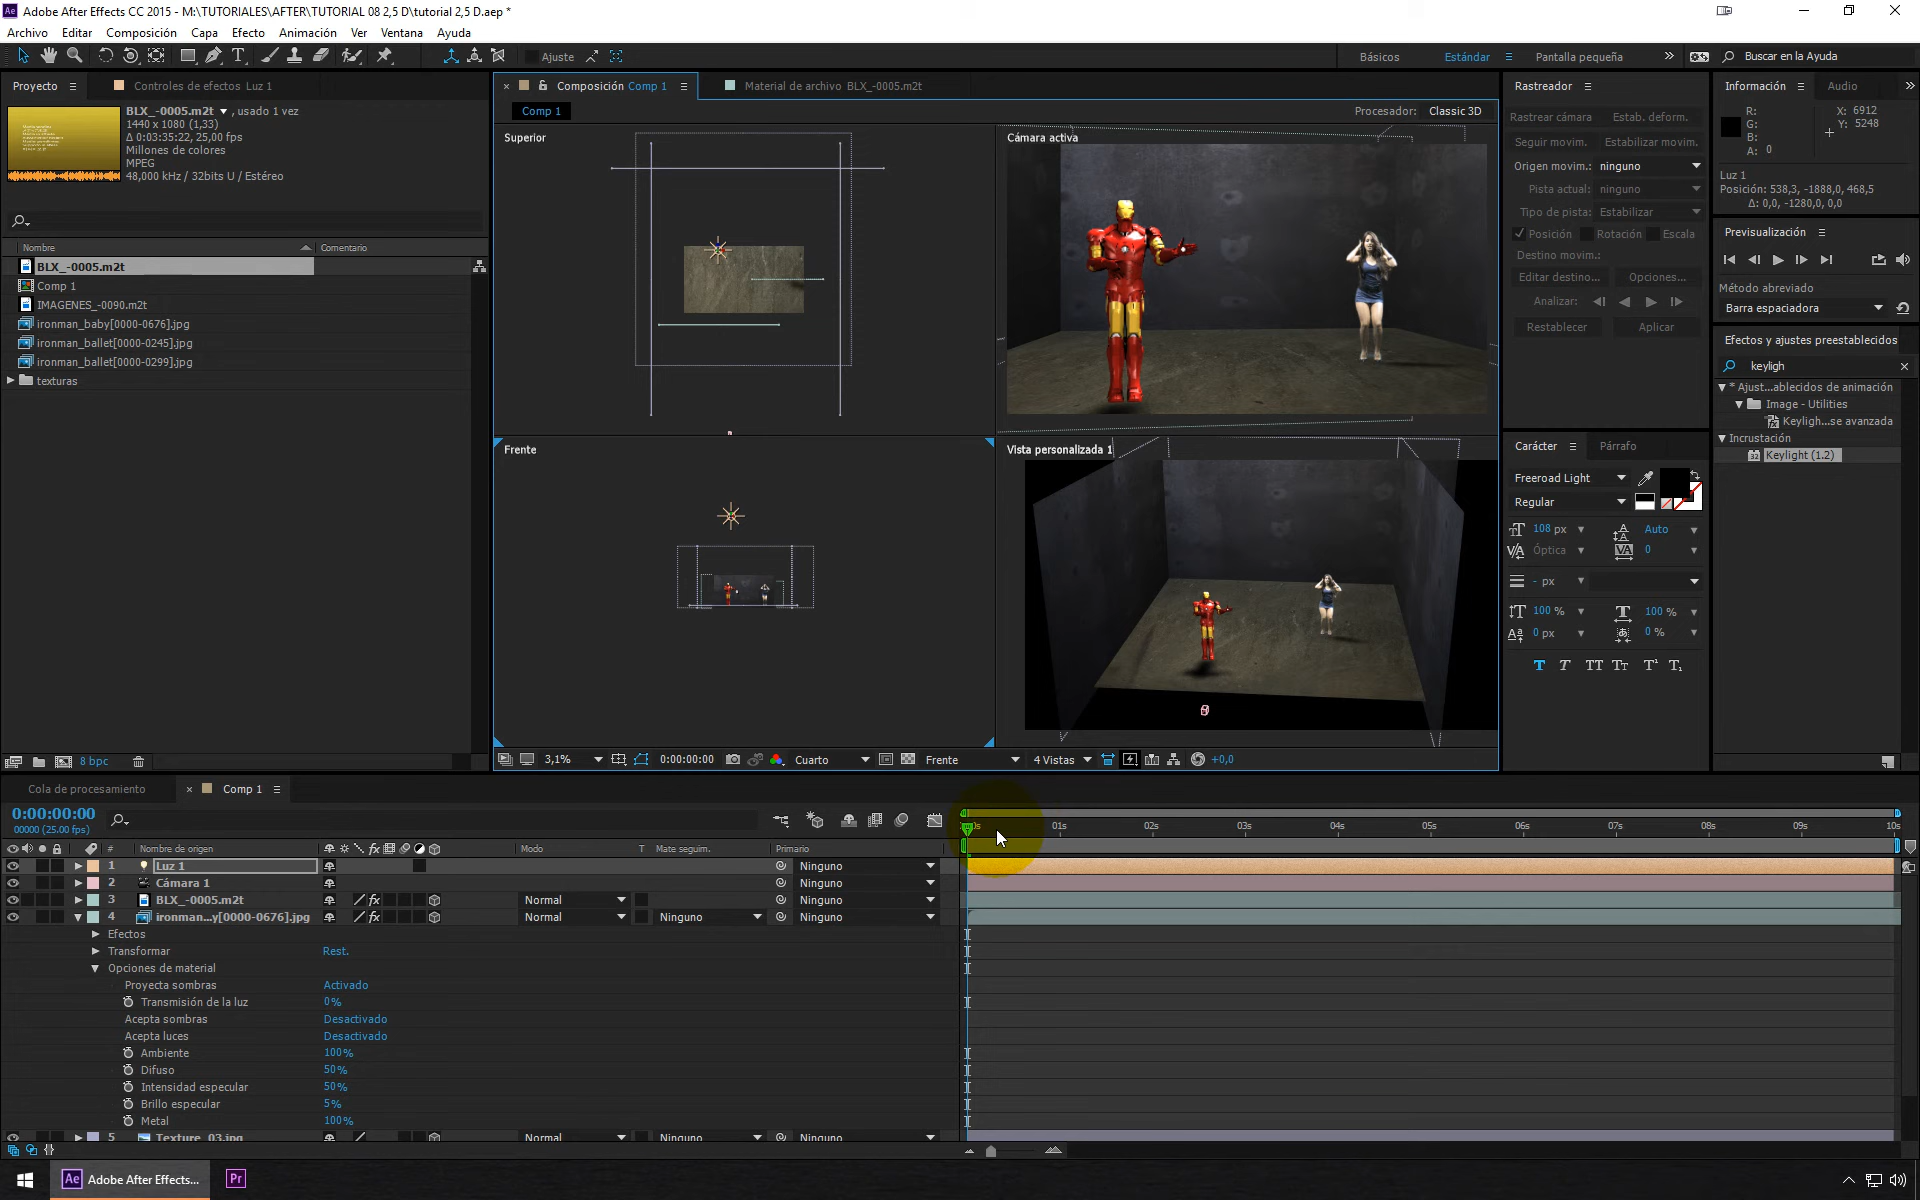 Adobe After Effects CC 2015 - M:\TUTORIALES\AFTER\TUTORIAL 08 2,5 D\tutorial 2,5 D.aep *
Archivo Editar Composición Capa Efecto Animación Ver Ventana Ayuda
Ajuste Básicos Estándar Pantalla pequeña Buscar en la Ayuda
Proyecto Controles de efectos Luz 1
BLX_-0005.m2t , usado 1 vez
1440 x 1080 (1,33)
Δ 0:03:35:22, 25,00 fps
Millones de colores
MPEG
48,000 kHz / 32bits U / Estéreo
Nombre Comentario
BLX_-0005.m2t
Comp 1
IMAGENES_-0090.m2t
ironman_baby[0000-0676].jpg
ironman_ballet[0000-0245].jpg
ironman_ballet[0000-0299].jpg
texturas
8 bpc
Composición Comp 1 Material de archivo BLX_-0005.m2t
Comp 1 Procesador: Classic 3D
Superior Cámara activa
Frente Vista personalizada 1
3,1% 0:00:00:00 Cuarto Frente 4 Vistas +0,0
Rastreador
Rastrear cámara Estab. deform.
Seguir movim. Estabilizar movim.
Origen movim.: ninguno
Pista actual: ninguno
Tipo de pista: Estabilizar
Posición Rotación Escala
Destino movim.:
Editar destino... Opciones...
Analizar:
Restablecer Aplicar
Carácter Párrafo
Freeroad Light
Regular
108 px Auto
Óptica 0
- px
100 % 100 %
0 px 0 %
T T TT Tt T¹ T₁
Información Audio
R: X: 6912
G: Y: 5248
B:
A: 0
Luz 1
Posición: 538,3, -1888,0, 468,5
Δ: 0,0, -1280,0, 0,0
Previsualización
Método abreviado
Barra espaciadora
Efectos y ajustes preestablecidos
keyligh
* Ajust...ablecidos de animación
Image - Utilities
Keyligh...se avanzada
Incrustación
Keylight (1.2)
Cola de procesamiento Comp 1
0:00:00:00
00000 (25.00 fps)
01s 02s 03s 04s 05s 06s 07s 08s 09s 10s
# Nombre de origen fx Modo T Mate seguim. Primario
1 Luz 1 Ninguno
2 Cámara 1 Ninguno
3 BLX_-0005.m2t fx Normal Ninguno
4 ironman...y[0000-0676].jpg fx Normal Ninguno Ninguno
Efectos
Transformar Rest.
Opciones de material
Proyecta sombras Activado
Transmisión de la luz 0%
Acepta sombras Desactivado
Acepta luces Desactivado
Ambiente 100%
Difuso 50%
Intensidad especular 50%
Brillo especular 5%
Metal 100%
5 Texture_03.jpg Normal Ninguno Ninguno
Ae Adobe After Effects... Pr